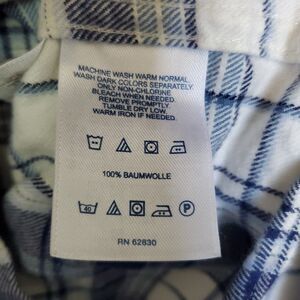 MACHINE WASH WARM NORMAL.
WASH DARK COLORS SEPARATELY.
ONLY NON-CHLORINE
BLEACH WHEN NEEDED.
REMOVE PROMPTLY.
TUMBLE DRY LOW.
WARM IRON IF NEEDED.
100% BAUMWOLLE
40 P
RN 62830